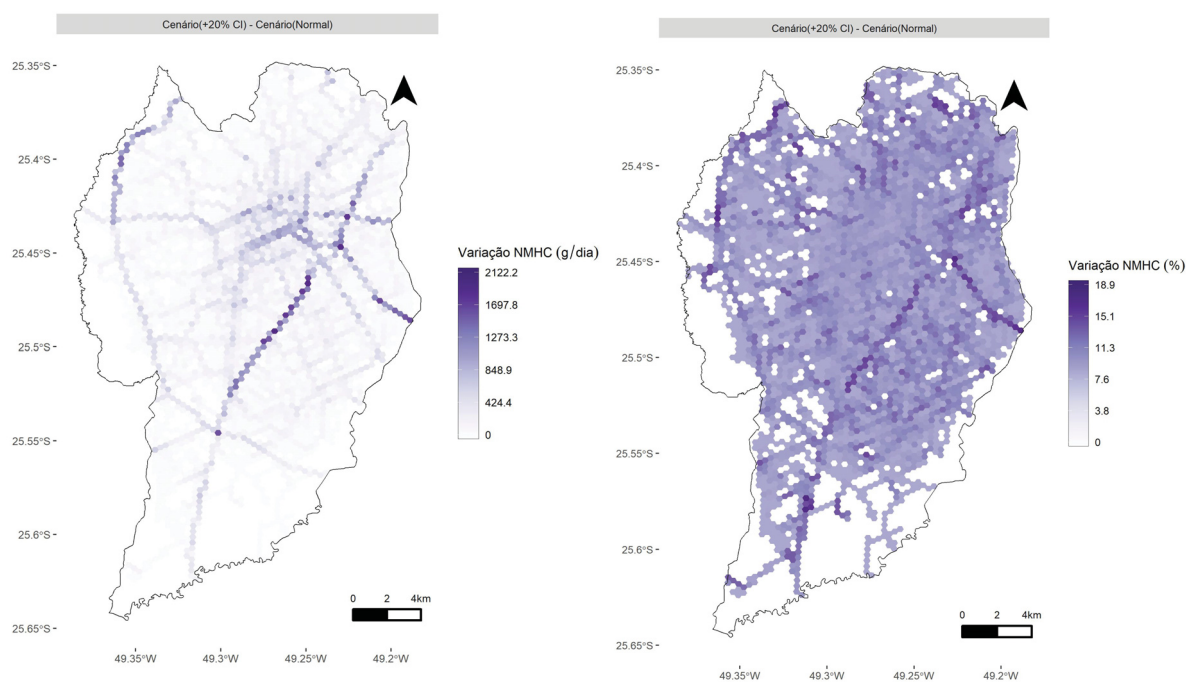 Cenário(+20% CI) - Cenário(Normal)
25.35°S
25.4°S
25.45°S
25.5°S
25.55°S
25.6°S
25.65°S
49.35°W
49.3°W
49.25°W
49.2°W
0 2 4km
Variação NMHC (g/dia)
2122.2
1697.8
1273.3
848.9
424.4
0
Cenário(+20% CI) - Cenário(Normal)
25.35°S
25.4°S
25.45°S
25.5°S
25.55°S
25.6°S
25.65°S
49.35°W
49.3°W
49.25°W
49.2°W
0 2 4km
Variação NMHC (%)
18.9
15.1
11.3
7.6
3.8
0